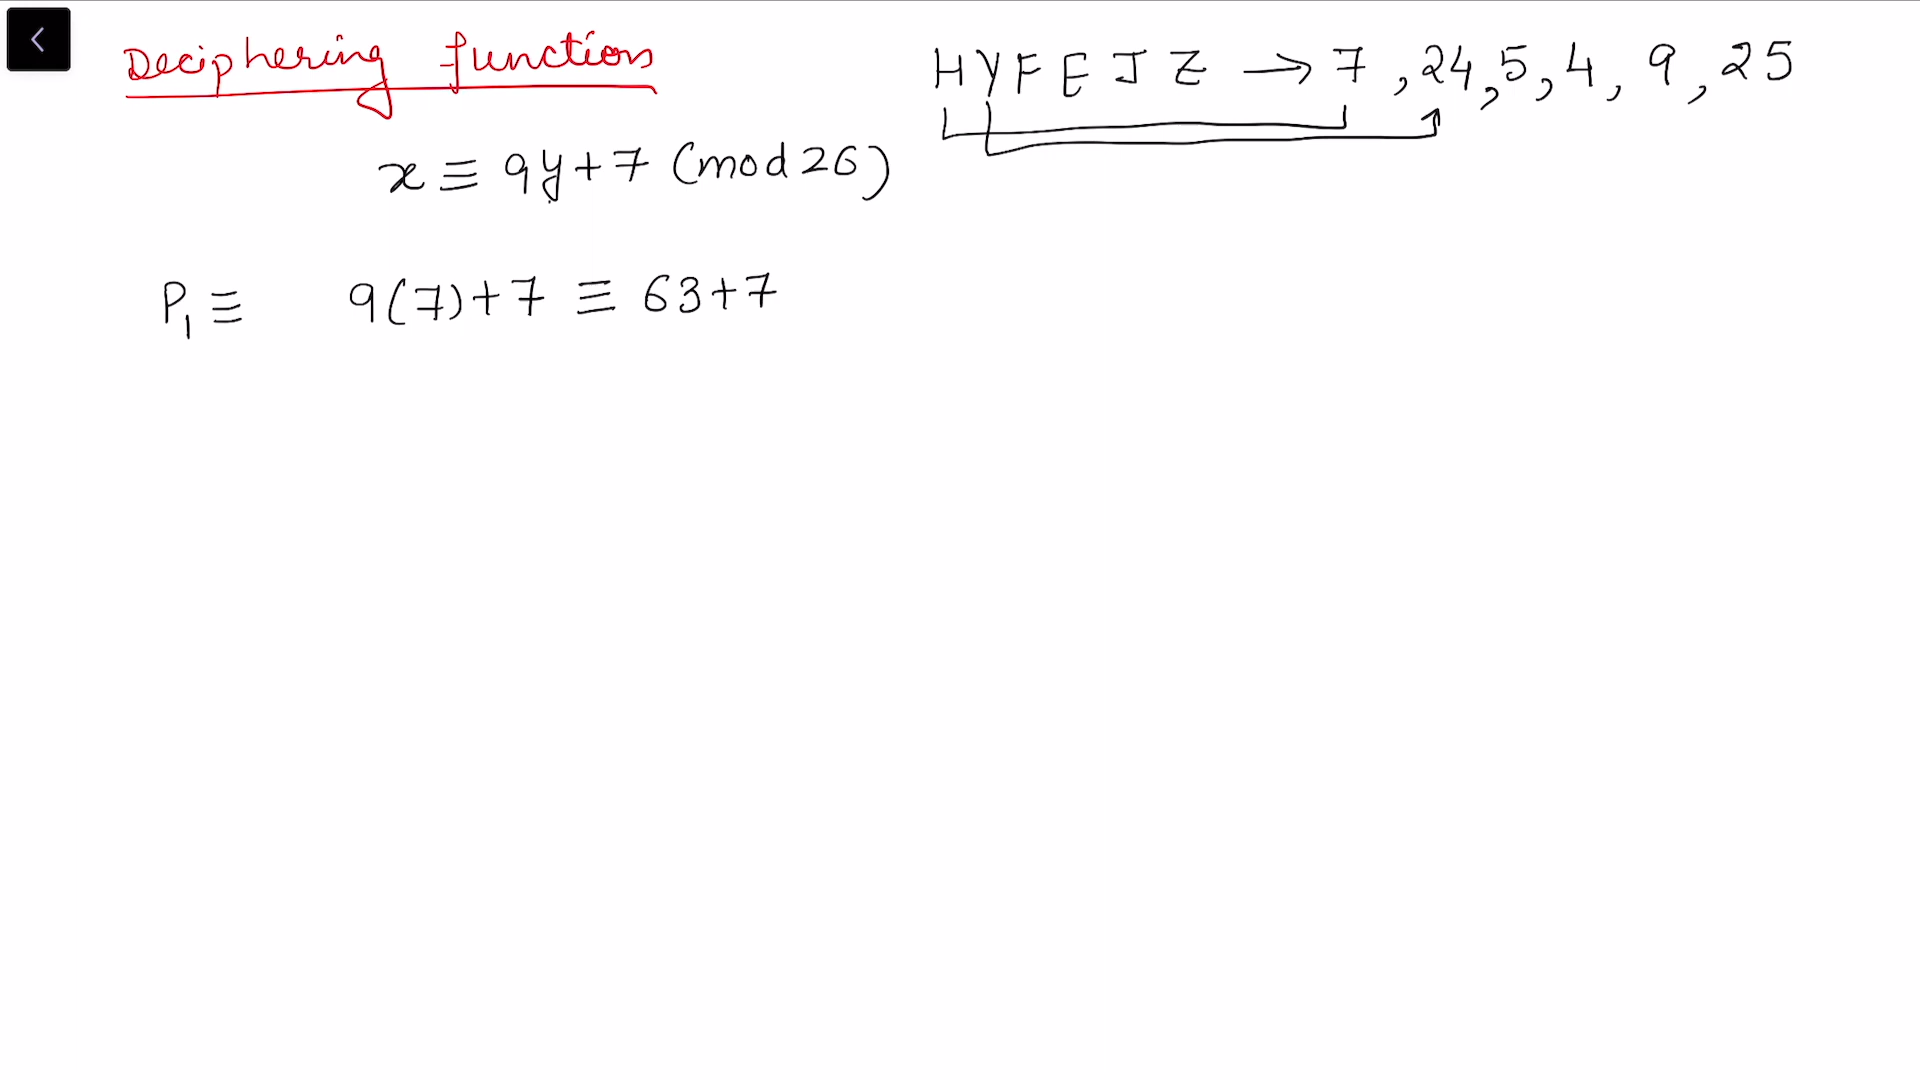 Deciphering function
HYFEJZ → 7, 24, 5, 4, 9, 25
x ≡ 9y + 7 (mod 26)
P₁ ≡ 9(7) + 7 ≡ 63 + 7